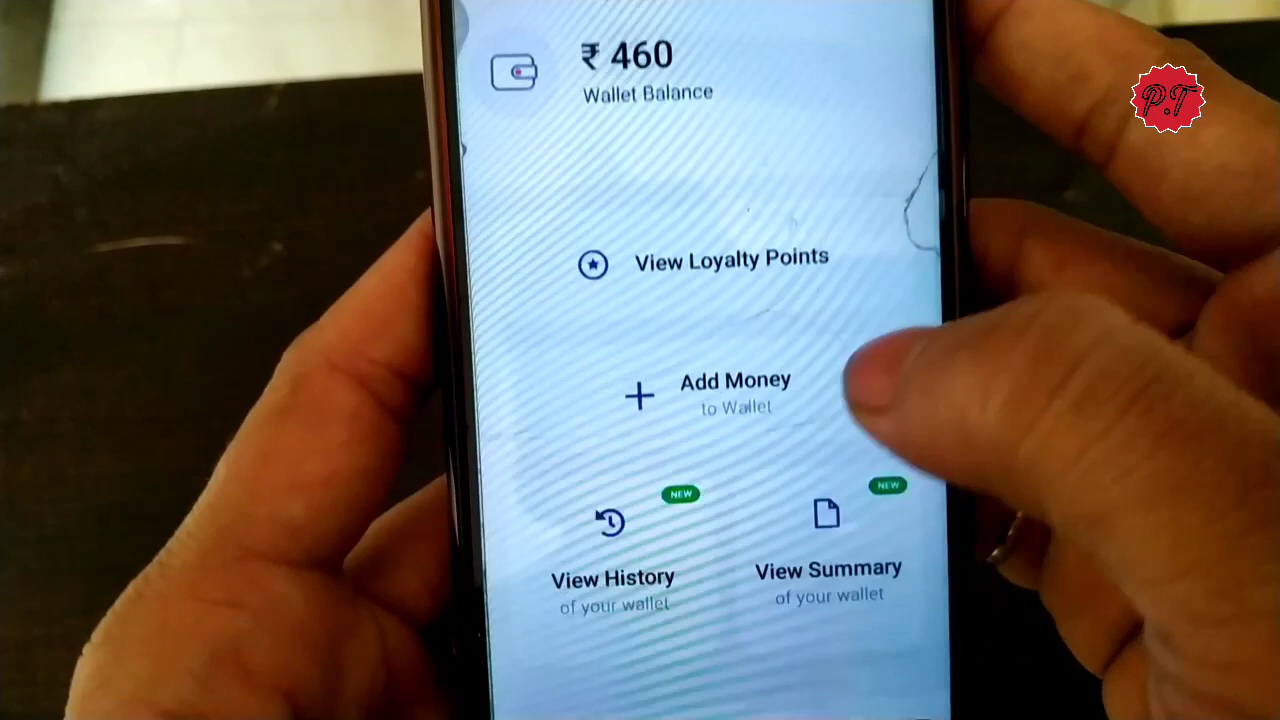 ₹ 460
Wallet Balance
View Loyalty Points
Add Money
to Wallet
NEW
NEW
View History
of your wallet
View Summary
of your wallet
P.T